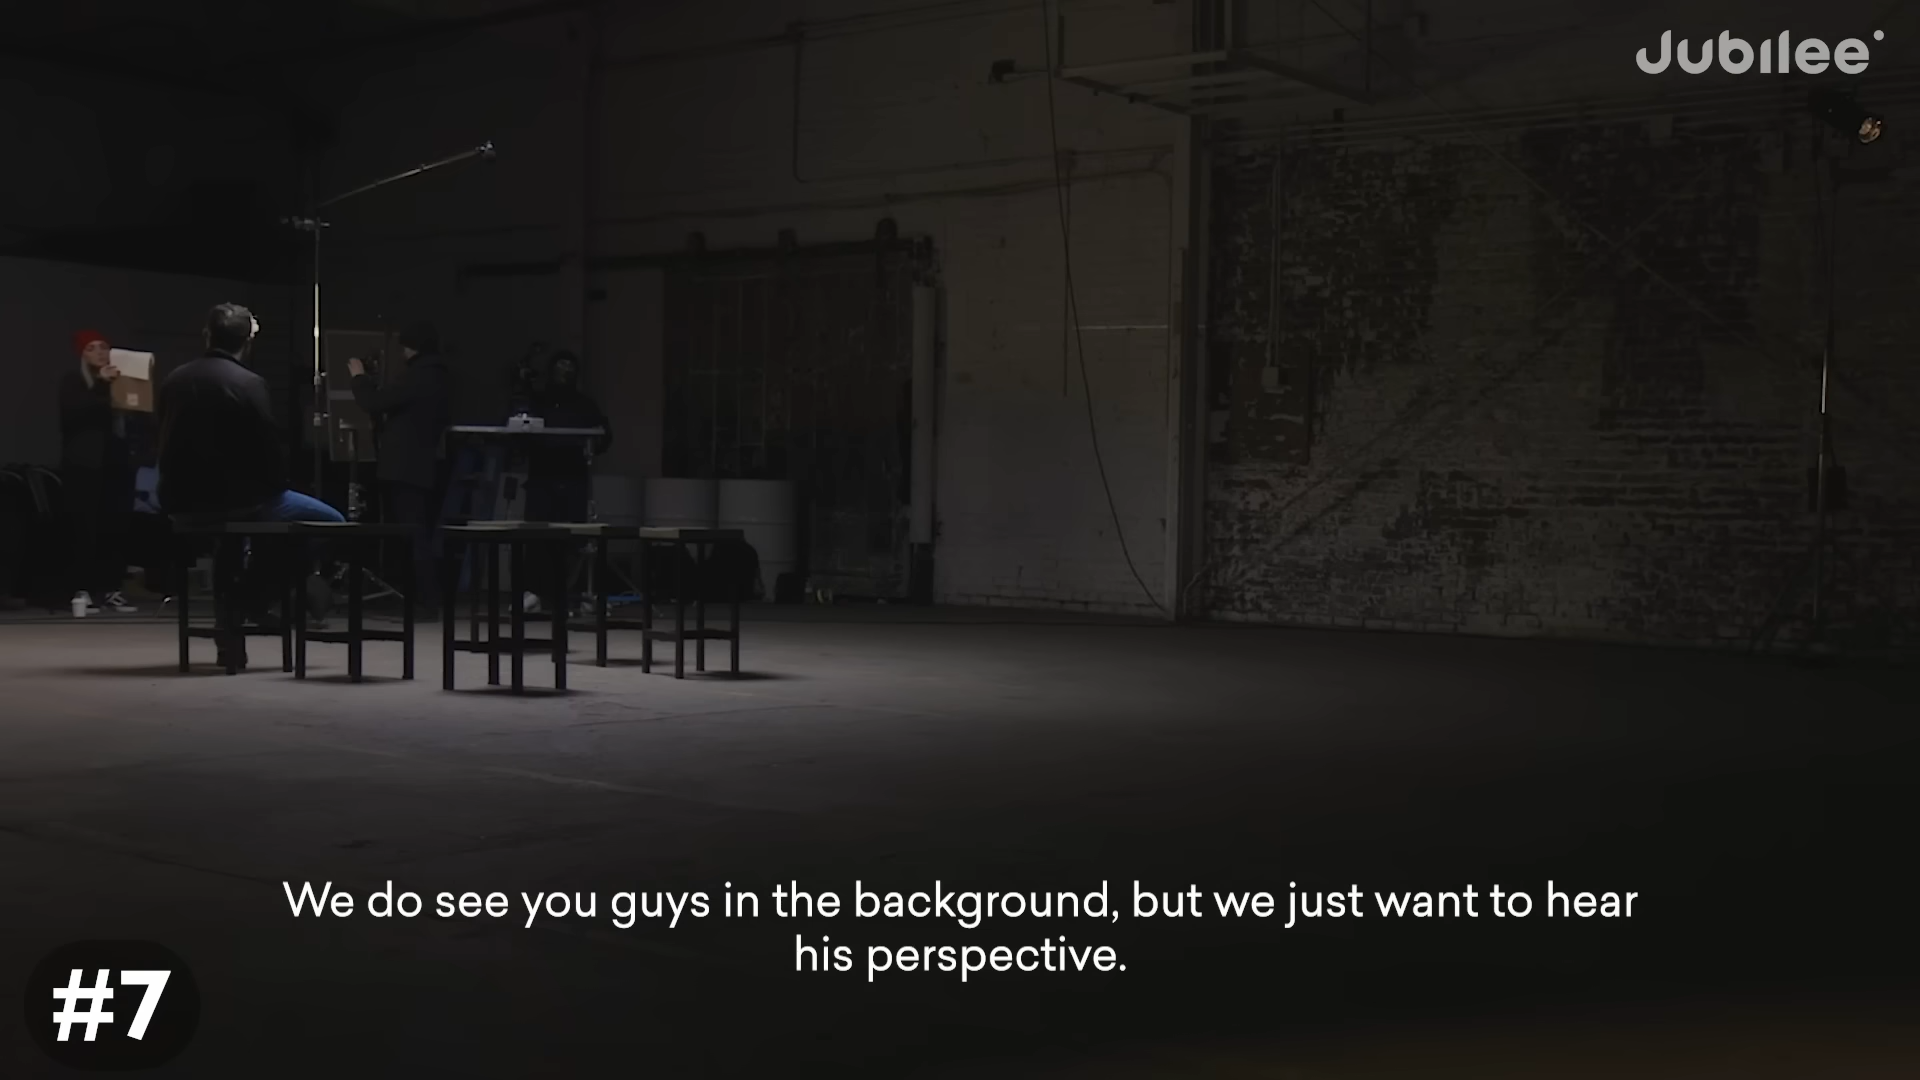 Jubilee
We do see you guys in the background, but we just want to hear
his perspective.
#7